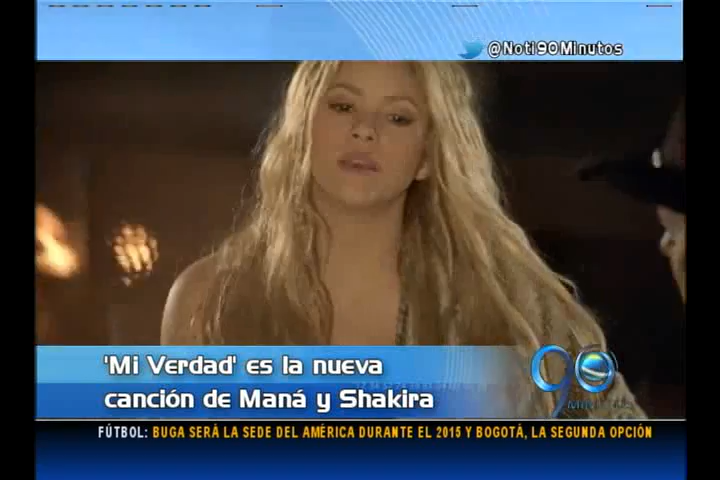 @Noti90Minutos
'Mi Verdad' es la nueva
canción de Maná y Shakira
90
FÚTBOL: BUGA SERÁ LA SEDE DEL AMÉRICA DURANTE EL 2015 Y BOGOTÁ, LA SEGUNDA OPCIÓN